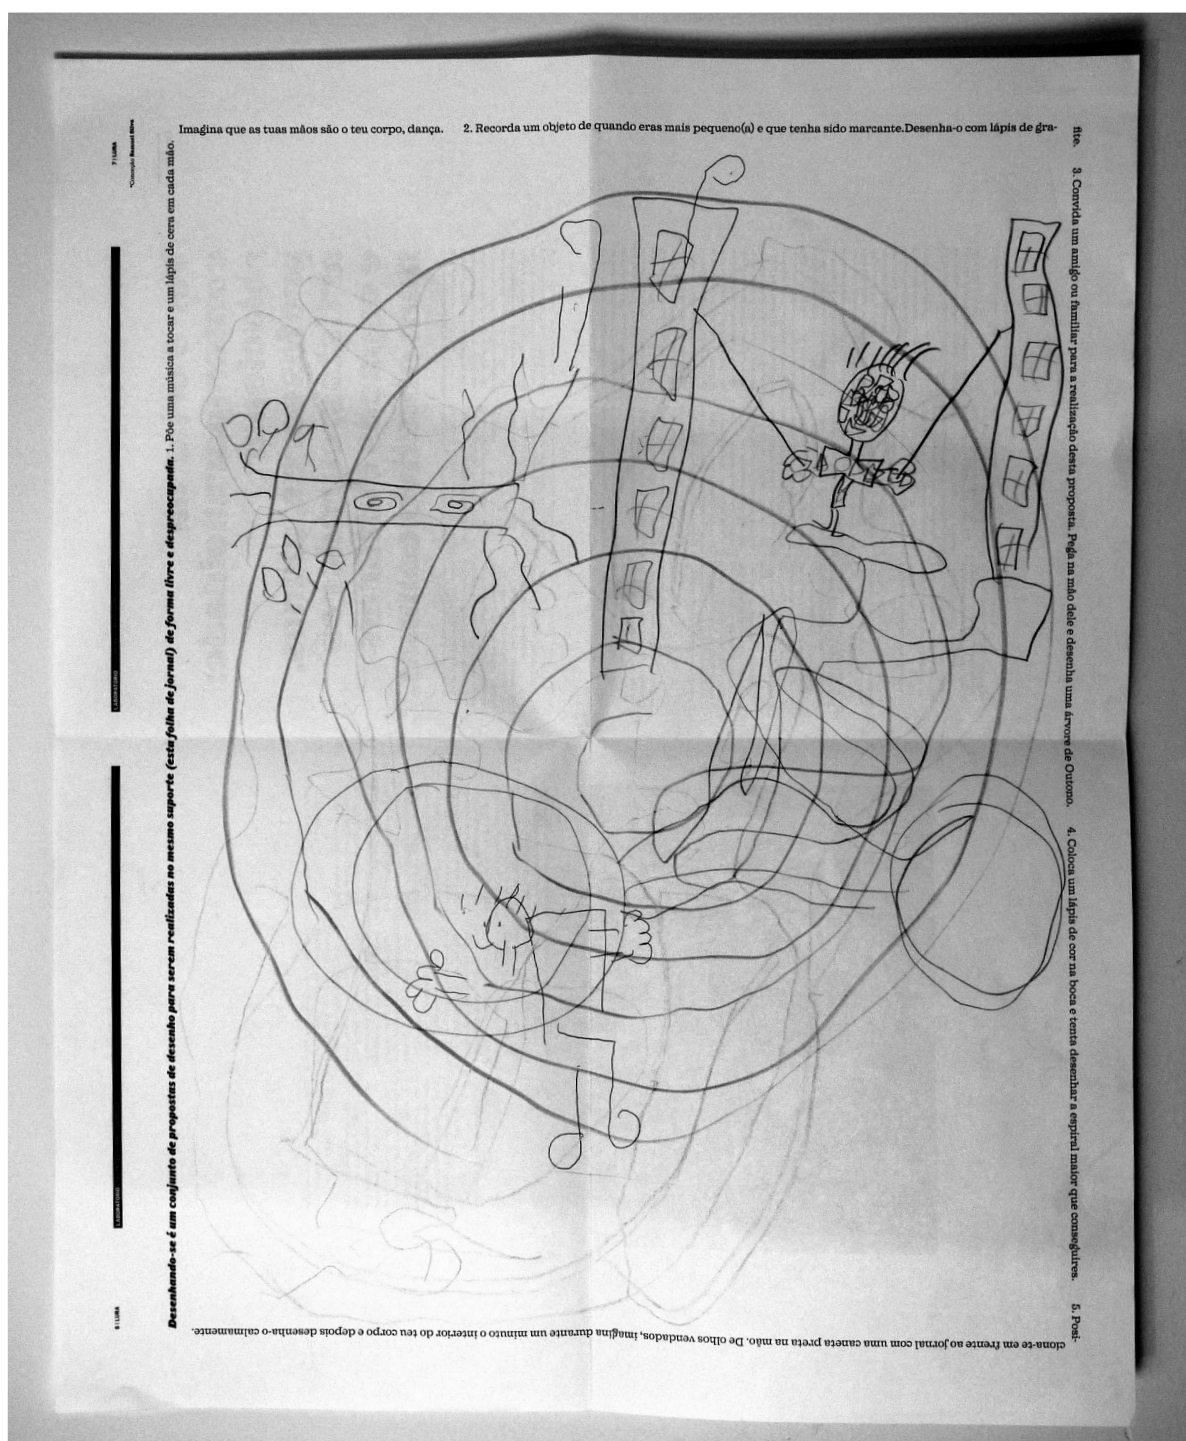 Desenhando-se é um conjunto de propostas de desenho para serem realizadas no mesmo suporte (esta folha de jornal) de forma livre e despreocupada. 1. Põe uma música a tocar e um lápis de cera em cada mão.
Imagina que as tuas mãos são o teu corpo, dança. 2. Recorda um objeto de quando eras mais pequeno(a) e que tenha sido marcante.Desenha-o com lápis de gra-
fite. 3. Convida um amigo ou familiar para a realização desta proposta. Pega na mão dele e desenha uma árvore de Outono. 4. Coloca um lápis de cor na boca e tenta desenhar a espiral maior que conseguires. 5. Posi-
ciona-te em frente ao jornal com uma caneta preta na mão. De olhos vendados, imagina durante um minuto o interior do teu corpo e depois desenha-o calmamente.
6 | LURA
LABORATÓRIO
LABORATÓRIO
7 | LURA
*Conceção Samuel Silva